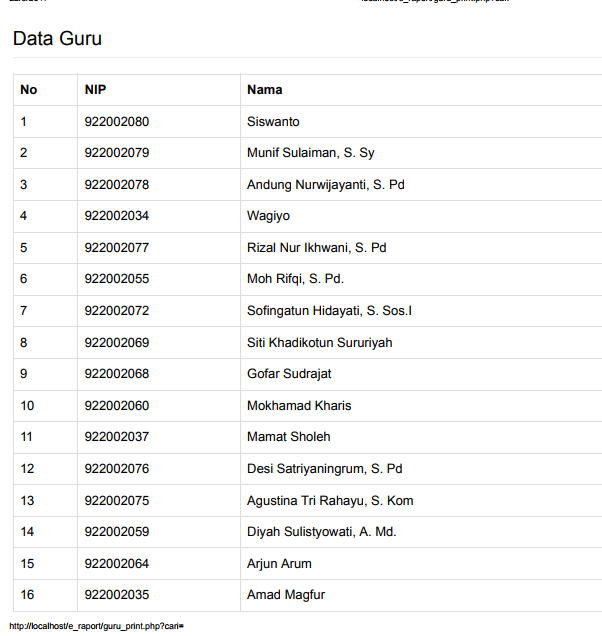 Data Guru
No NIP Nama
1 922002080 Siswanto
2 922002079 Munif Sulaiman, S. Sy
3 922002078 Andung Nurwijayanti, S. Pd
4 922002034 Wagiyo
5 922002077 Rizal Nur Ikhwani, S. Pd
6 922002055 Moh Rifqi, S. Pd.
7 922002072 Sofingatun Hidayati, S. Sos.I
8 922002069 Siti Khadikotun Sururiyah
9 922002068 Gofar Sudrajat
10 922002060 Mokhamad Kharis
11 922002037 Mamat Sholeh
12 922002076 Desi Satriyaningrum, S. Pd
13 922002075 Agustina Tri Rahayu, S. Kom
14 922002059 Diyah Sulistyowati, A. Md.
15 922002064 Arjun Arum
16 922002035 Amad Magfur
http://localhost/e_raport/guru_print.php?cari=